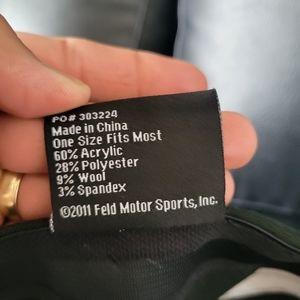 PO# 303224
Made in China
One Size Fits Most
60% Acrylic
28% Polyester
9% Wool
3% Spandex
©2011 Feld Motor Sports, Inc.